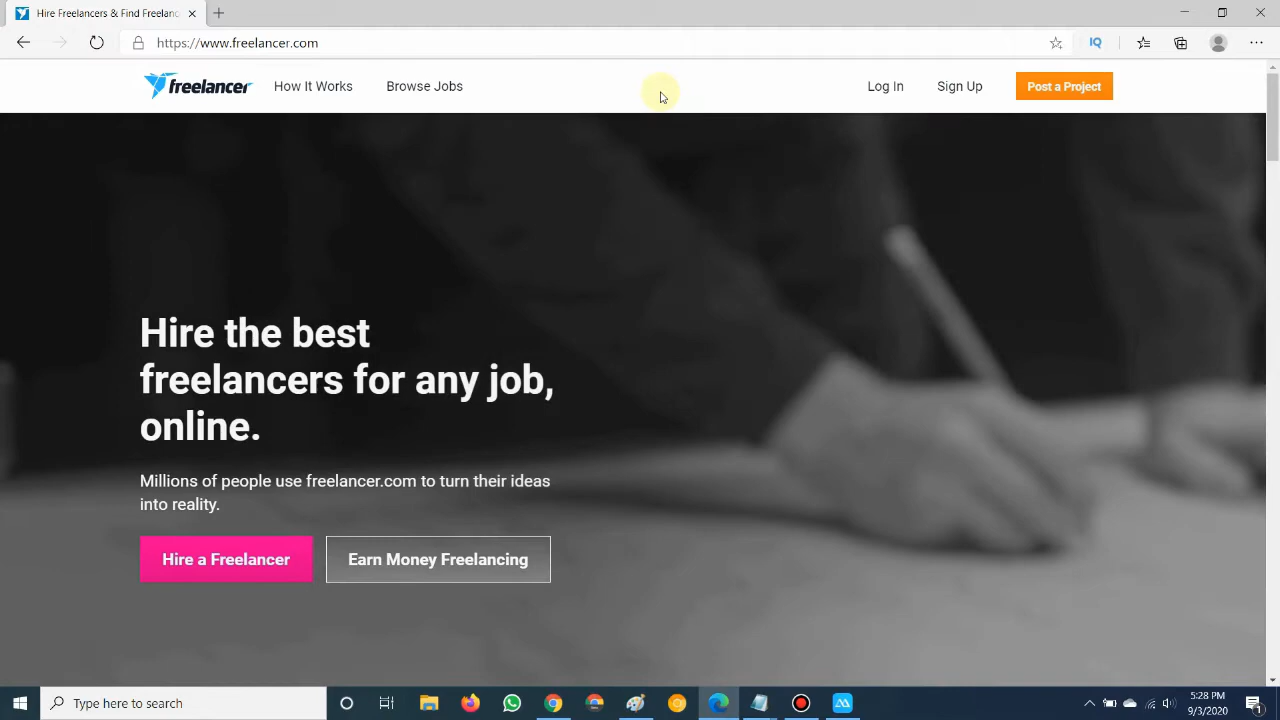 Hire Freelancers & Find Freelanc
https://www.freelancer.com
IQ
freelancer
How It Works
Browse Jobs
Log In
Sign Up
Post a Project
Hire the best
freelancers for any job,
online.
Millions of people use freelancer.com to turn their ideas
into reality.
Hire a Freelancer
Earn Money Freelancing
Type here to search
5:28 PM
9/3/2020
1